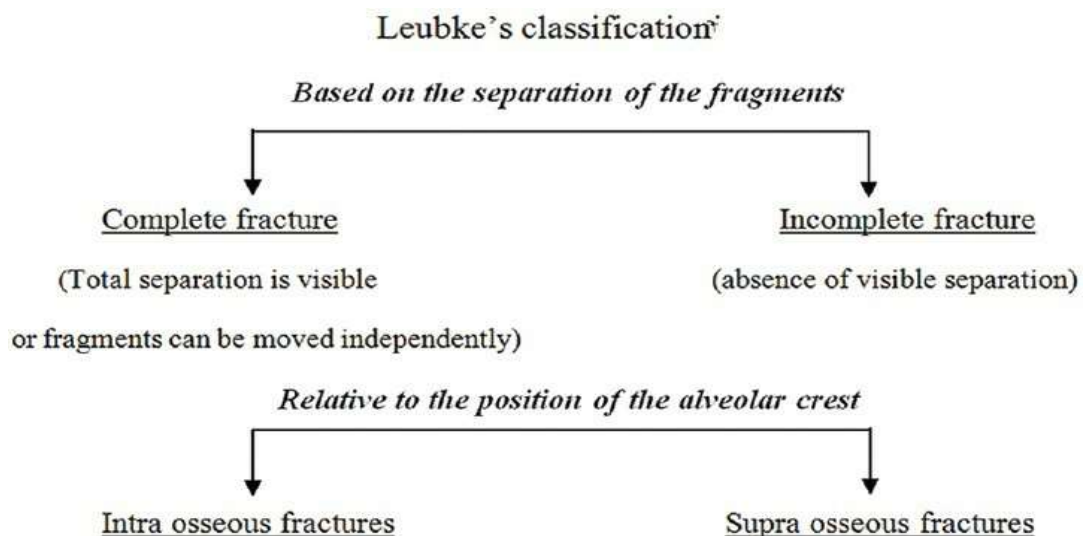 Leubke's classification
Based on the separation of the fragments
Complete fracture
Incomplete fracture
(Total separation is visible
(absence of visible separation)
or fragments can be moved independently)
Relative to the position of the alveolar crest
Intra osseous fractures
Supra osseous fractures